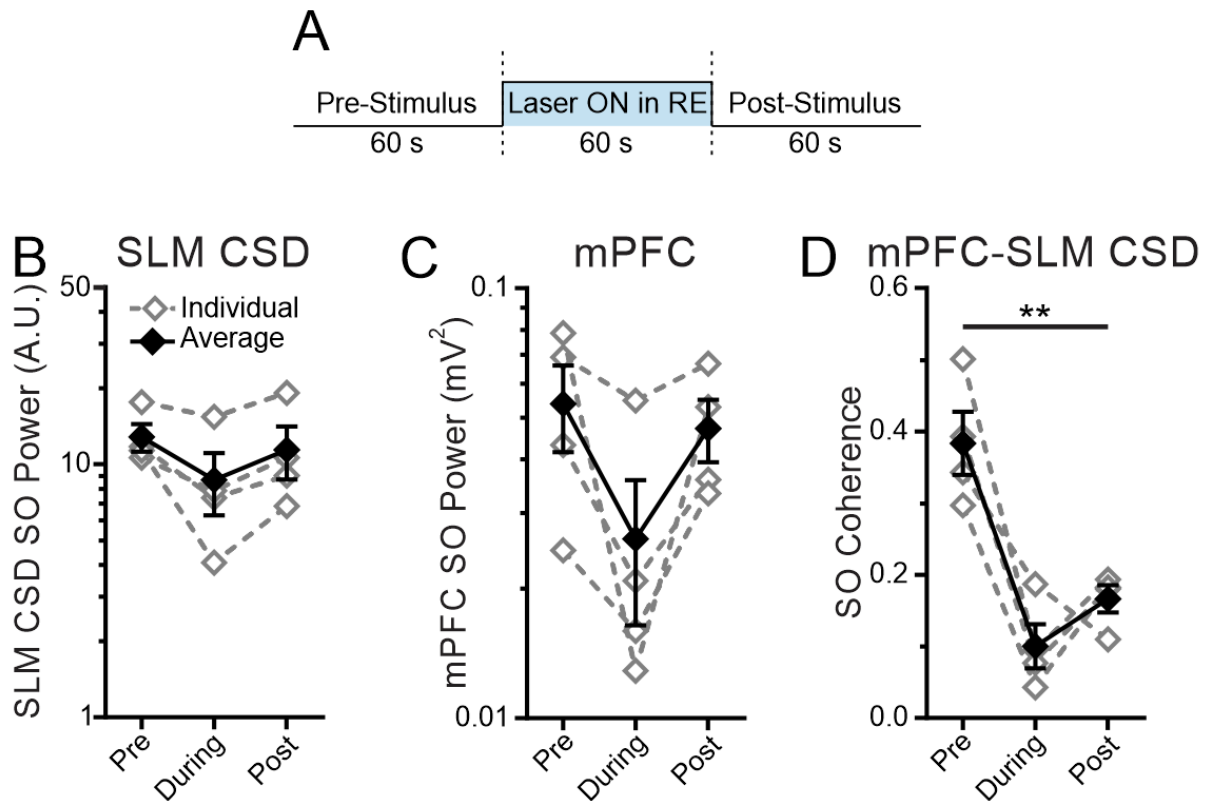 A
Pre-Stimulus Laser ON in RE Post-Stimulus
60 s 60 s 60 s
B SLM CSD
SLM CSD SO Power (A.U.)
50
10
1
Individual
Average
Pre During Post
C mPFC
mPFC SO Power (mV²)
0.1
0.01
Pre During Post
D mPFC-SLM CSD
SO Coherence
0.6
0.4
0.2
0.0
**
Pre During Post